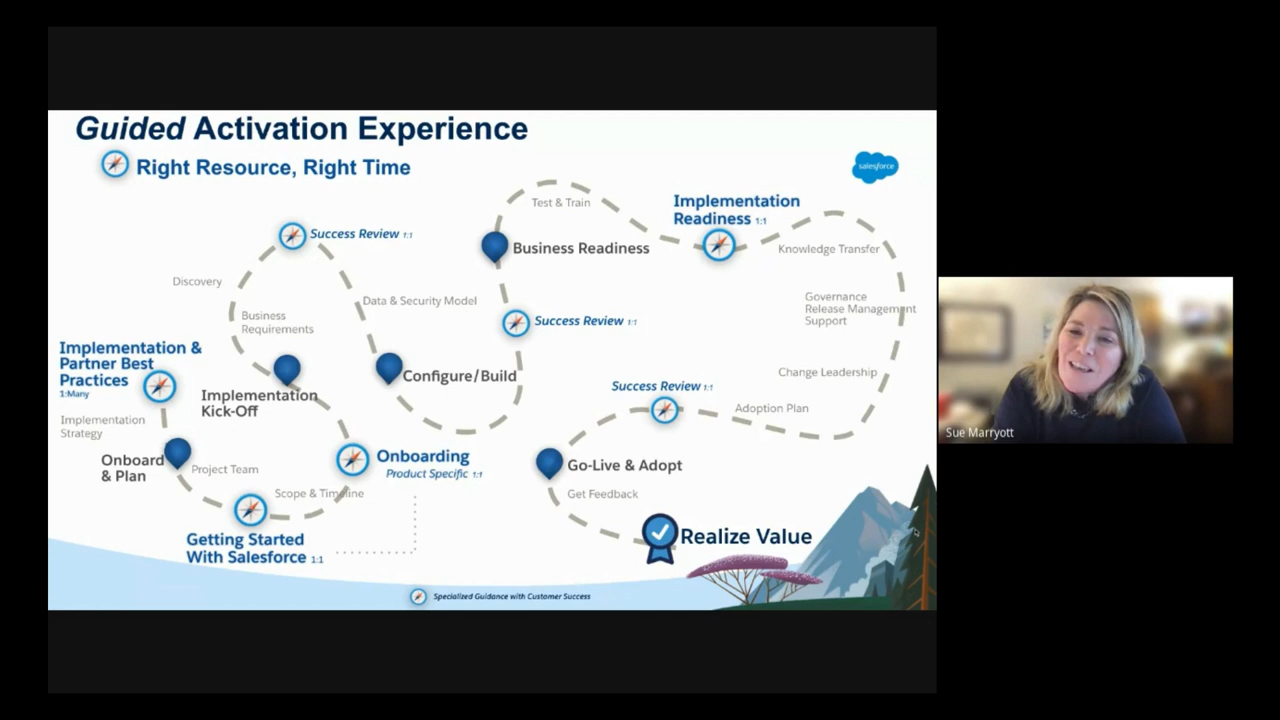 Guided Activation Experience
Right Resource, Right Time
salesforce
Test & Train
Implementation
Readiness 1:1
Success Review 1:1
Business Readiness
Knowledge Transfer
Discovery
Data & Security Model
Governance
Release Management
Support
Business
Requirements
Success Review 1:1
Implementation &
Partner Best
Practices
1:Many
Configure/Build
Change Leadership
Implementation
Kick-Off
Success Review 1:1
Adoption Plan
Implementation
Strategy
Onboard
& Plan
Project Team
Onboarding
Product Specific 1:1
Go-Live & Adopt
Scope & Timeline
Get Feedback
Getting Started
With Salesforce 1:1
Realize Value
Specialized Guidance with Customer Success
Sue Marryott